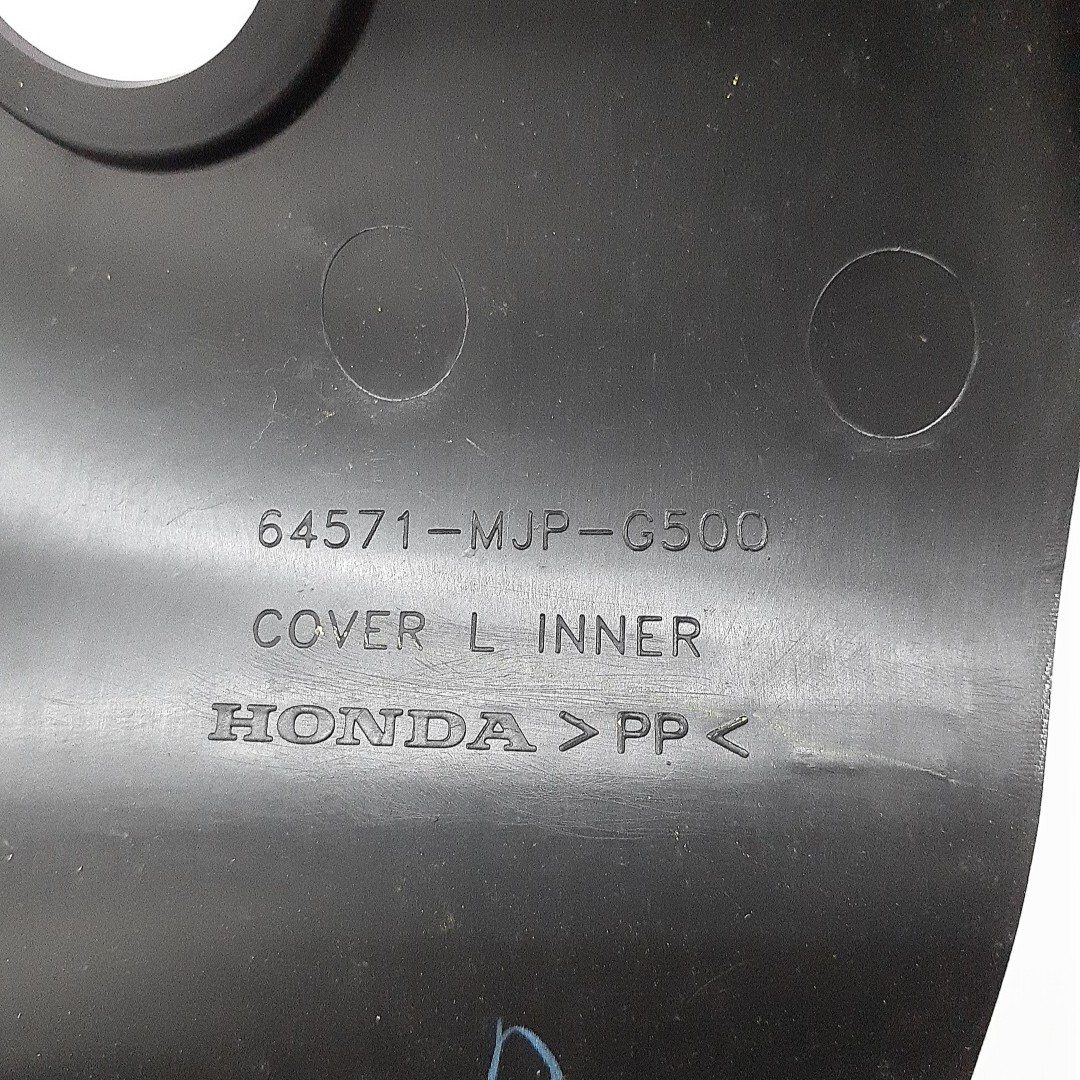 64571-MJP-G500
COVER L INNER
HONDA >PP<